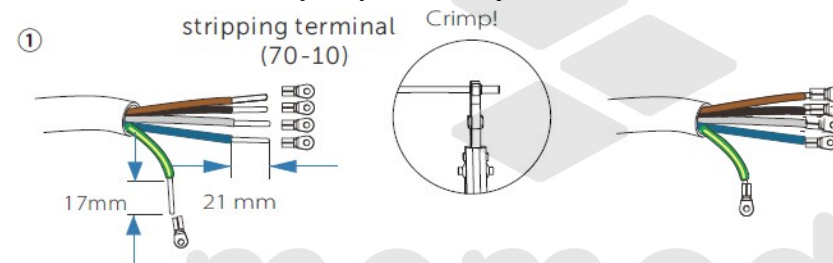 ①
stripping terminal
(70-10)
Crimp!
17mm
21 mm